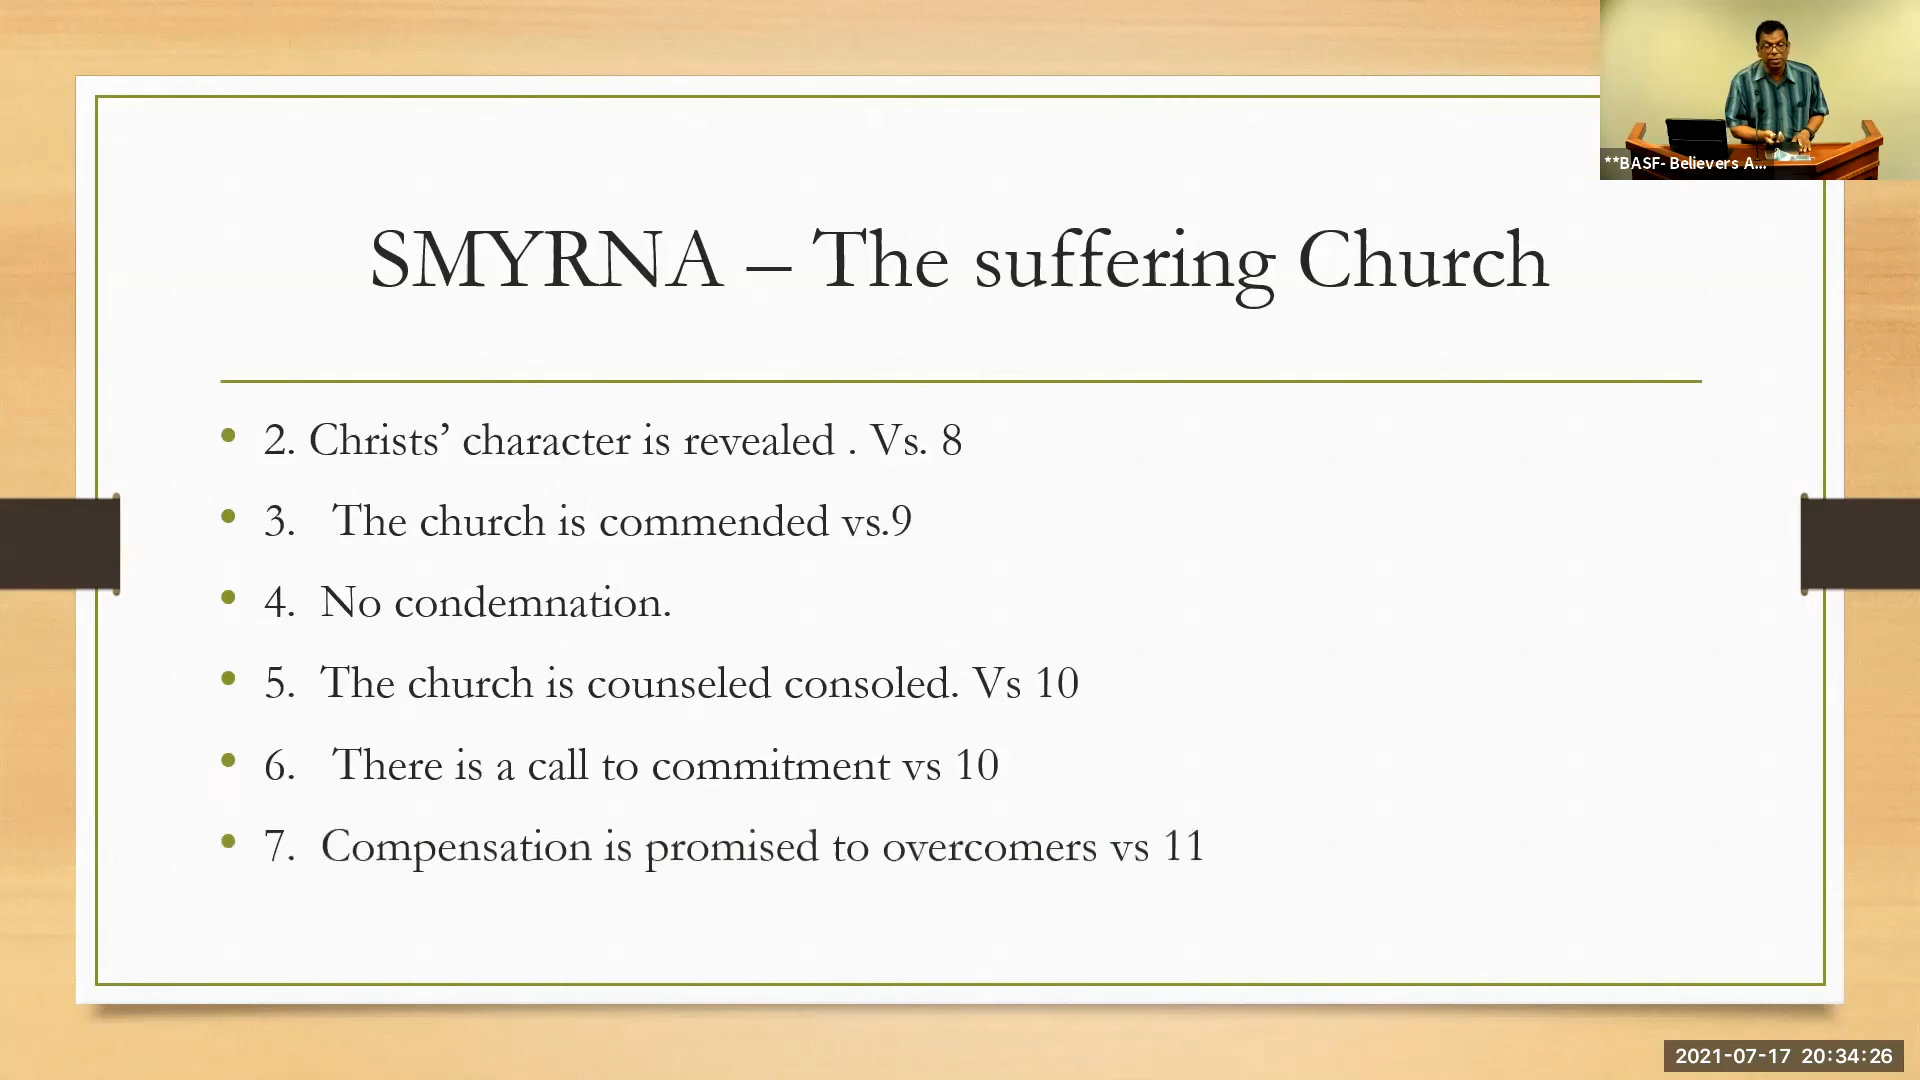 **BASF- Believers A...
SMYRNA – The suffering Church
• 2. Christs’ character is revealed . Vs. 8
• 3. The church is commended vs.9
• 4. No condemnation.
• 5. The church is counseled consoled. Vs 10
• 6. There is a call to commitment vs 10
• 7. Compensation is promised to overcomers vs 11
2021-07-17 20:34:26